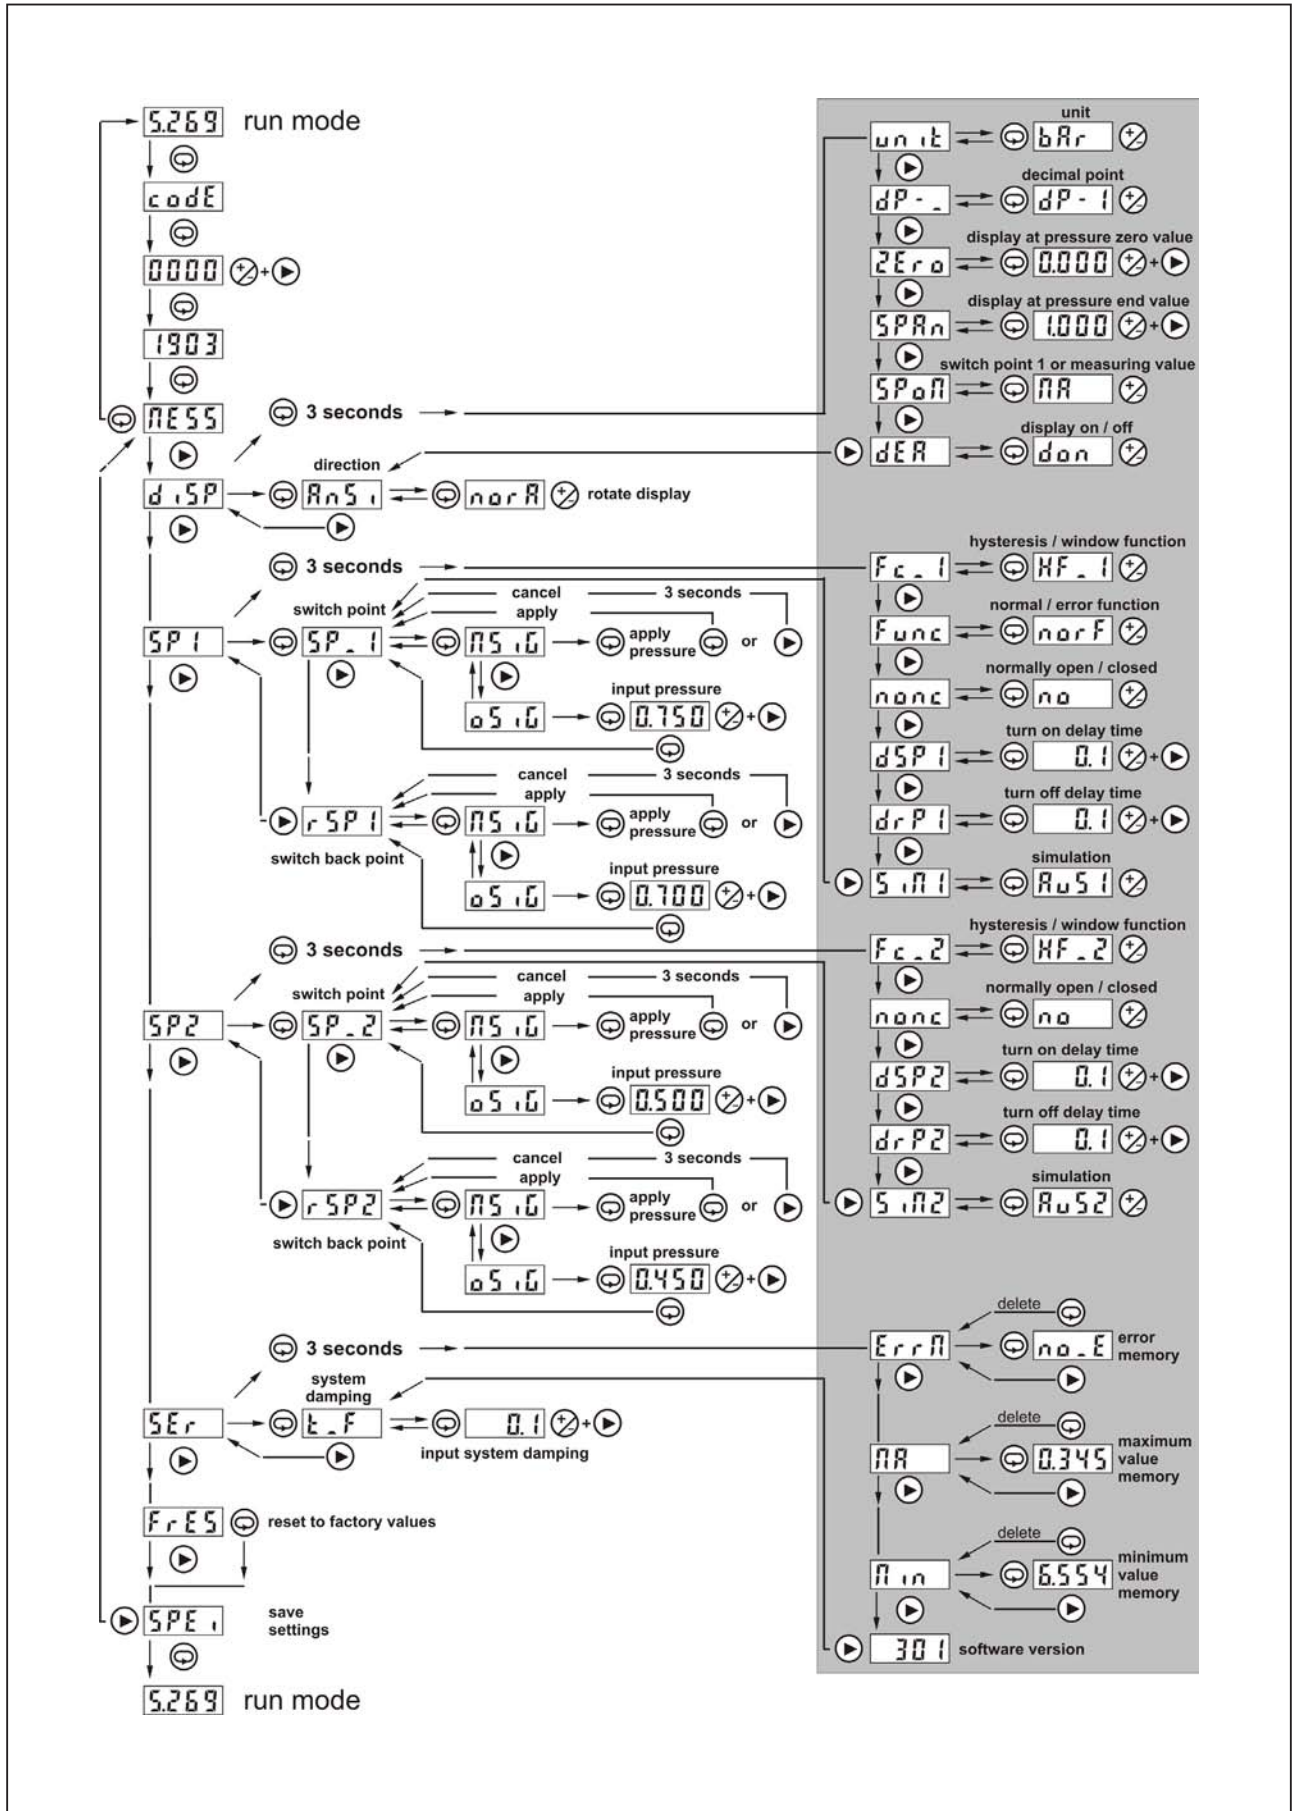 5.269 run mode
codE
0000 +
1903
MESS
3 seconds
diSP
direction
AnSi
norA
rotate display
3 seconds
switch point
cancel
3 seconds
apply
SP1
SP_1
MSiG
apply
pressure
or
input pressure
oSiG
0.750 +
cancel
3 seconds
apply
rSP1
MSiG
apply
pressure
or
switch back point
input pressure
oSiG
0.700 +
3 seconds
switch point
cancel
3 seconds
apply
SP2
SP_2
MSiG
apply
pressure
or
input pressure
oSiG
0.500 +
cancel
3 seconds
apply
rSP2
MSiG
apply
pressure
or
switch back point
input pressure
oSiG
0.450 +
3 seconds
system
damping
SEr
t_F
0.1 +
input system damping
FrES
reset to factory values
SPEi
save
settings
5.269 run mode
unit
unit
bAr
decimal point
dP-_
dP-1
display at pressure zero value
ZEro
0.000 +
display at pressure end value
SPAn
1.000 +
switch point 1 or measuring value
SPoM
MA
display on / off
dEA
don
hysteresis / window function
Fc_1
HF_1
normal / error function
Func
norF
normally open / closed
nonc
no
turn on delay time
dSP1
0.1 +
turn off delay time
drP1
0.1 +
simulation
SiM1
AuS1
hysteresis / window function
Fc_2
HF_2
normally open / closed
nonc
no
turn on delay time
dSP2
0.1 +
turn off delay time
drP2
0.1 +
simulation
SiM2
AuS2
delete
ErrM
no_E
error
memory
delete
MA
0.345
maximum
value
memory
delete
Min
6.554
minimum
value
memory
301
software version